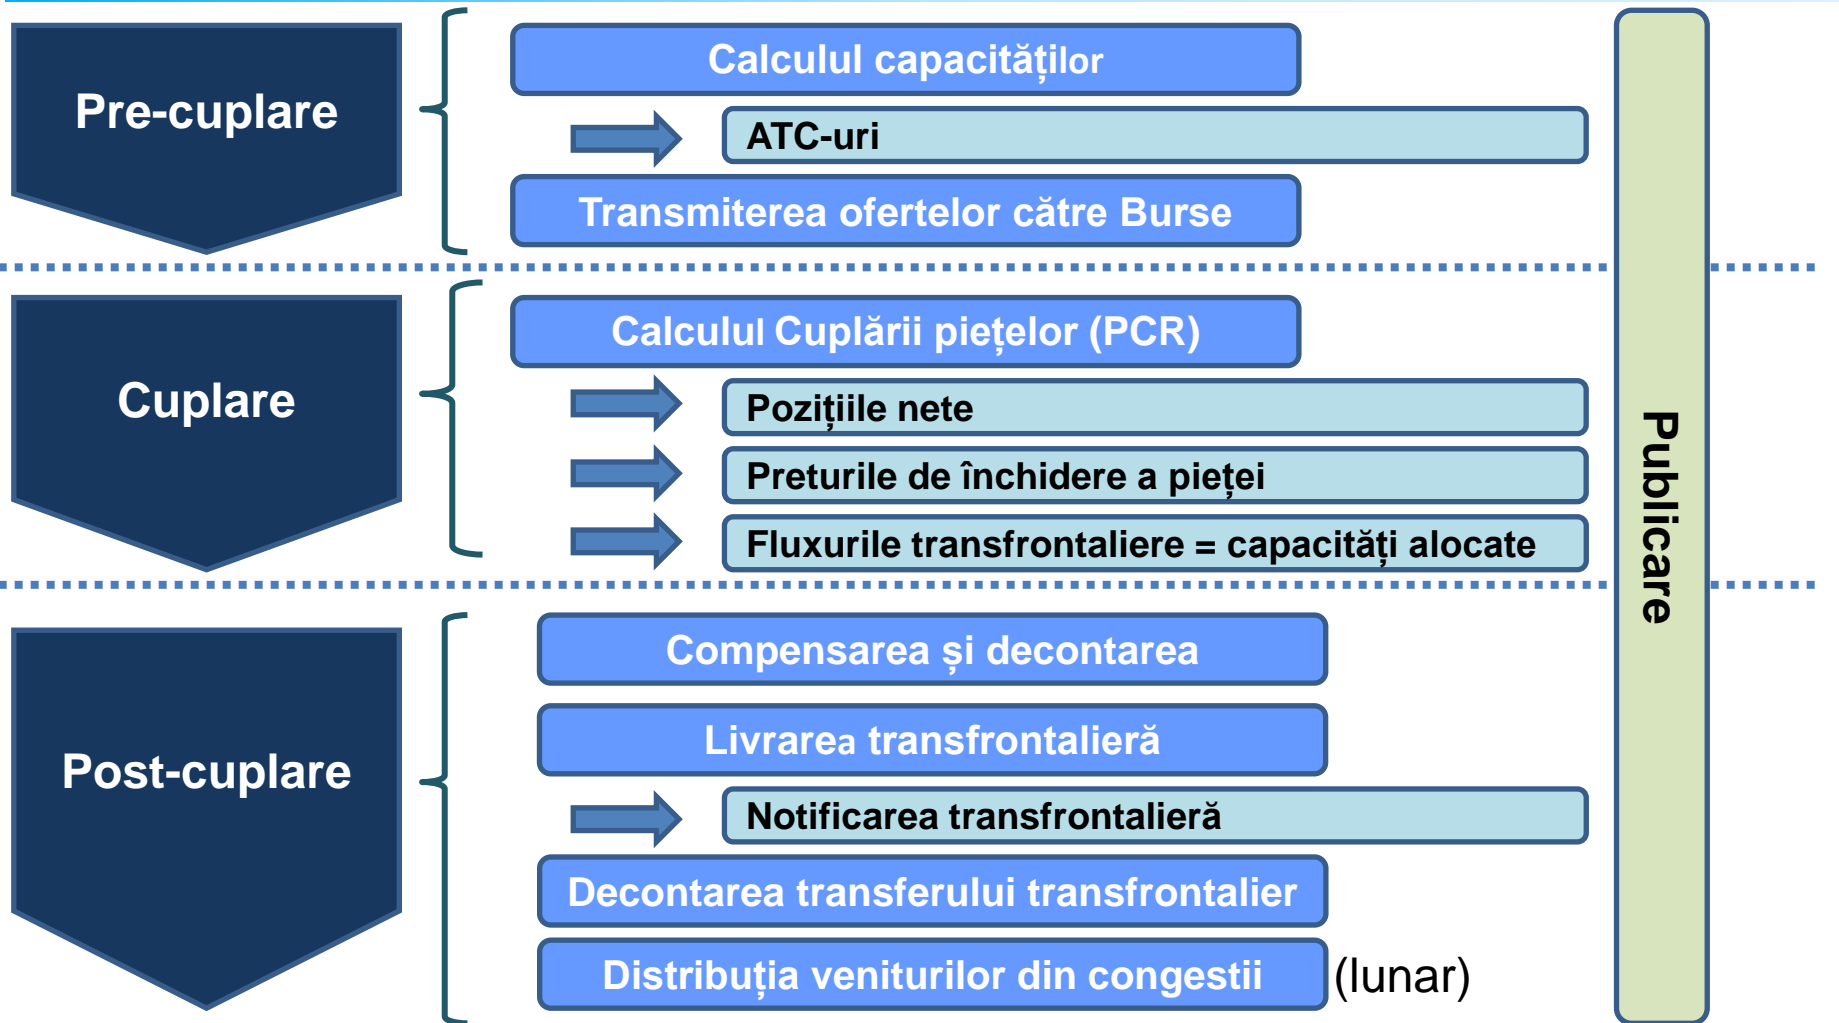 Pre-cuplare
Calculul capacităților
ATC-uri
Transmiterea ofertelor către Burse
Cuplare
Calculul Cuplării piețelor (PCR)
Pozițiile nete
Preturile de închidere a pieței
Fluxurile transfrontaliere = capacități alocate
Post-cuplare
Compensarea și decontarea
Livrarea transfrontalieră
Notificarea transfrontalieră
Decontarea transferului transfrontalier
Distribuția veniturilor din congestii (lunar)
Publicare